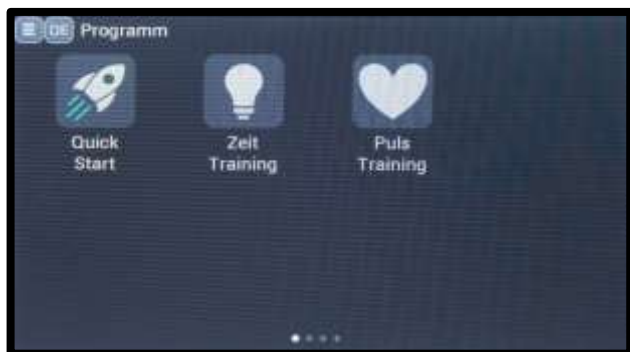 DE Programm
Quick
Start
Zeit
Training
Puls
Training